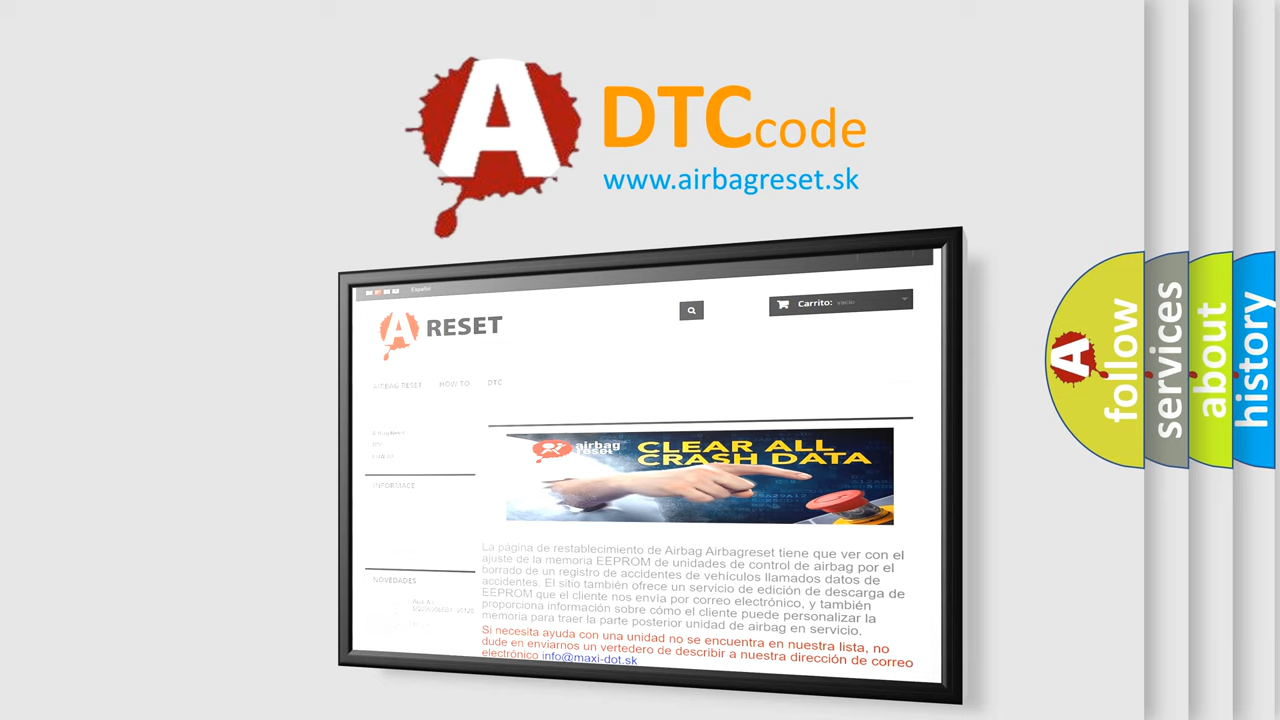 A DTCcode
www.airbagreset.sk
Español
A RESET
Carrito: vacío
AIRBAG RESET HOW TO DTC
INFORMACE
airbag
reset
CLEAR ALL
CRASH DATA
La página de restablecimiento de Airbag Airbagreset tiene que ver con el
ajuste de la memoria EEPROM de unidades de control de airbag por el
borrado de un registro de accidentes de vehículos llamados datos de
accidentes. El sitio también ofrece un servicio de edición de descarga de
EEPROM que el cliente nos envía por correo electrónico, y también
proporciona información sobre cómo el cliente puede personalizar la
memoria para traer la parte posterior unidad de airbag en servicio.
Si necesita ayuda con una unidad no se encuentra en nuestra lista, no
dude en enviarnos un vertedero de describir a nuestra dirección de correo
electrónico info@maxi-dot.sk
NOVEDADES
A follow
services
about
history